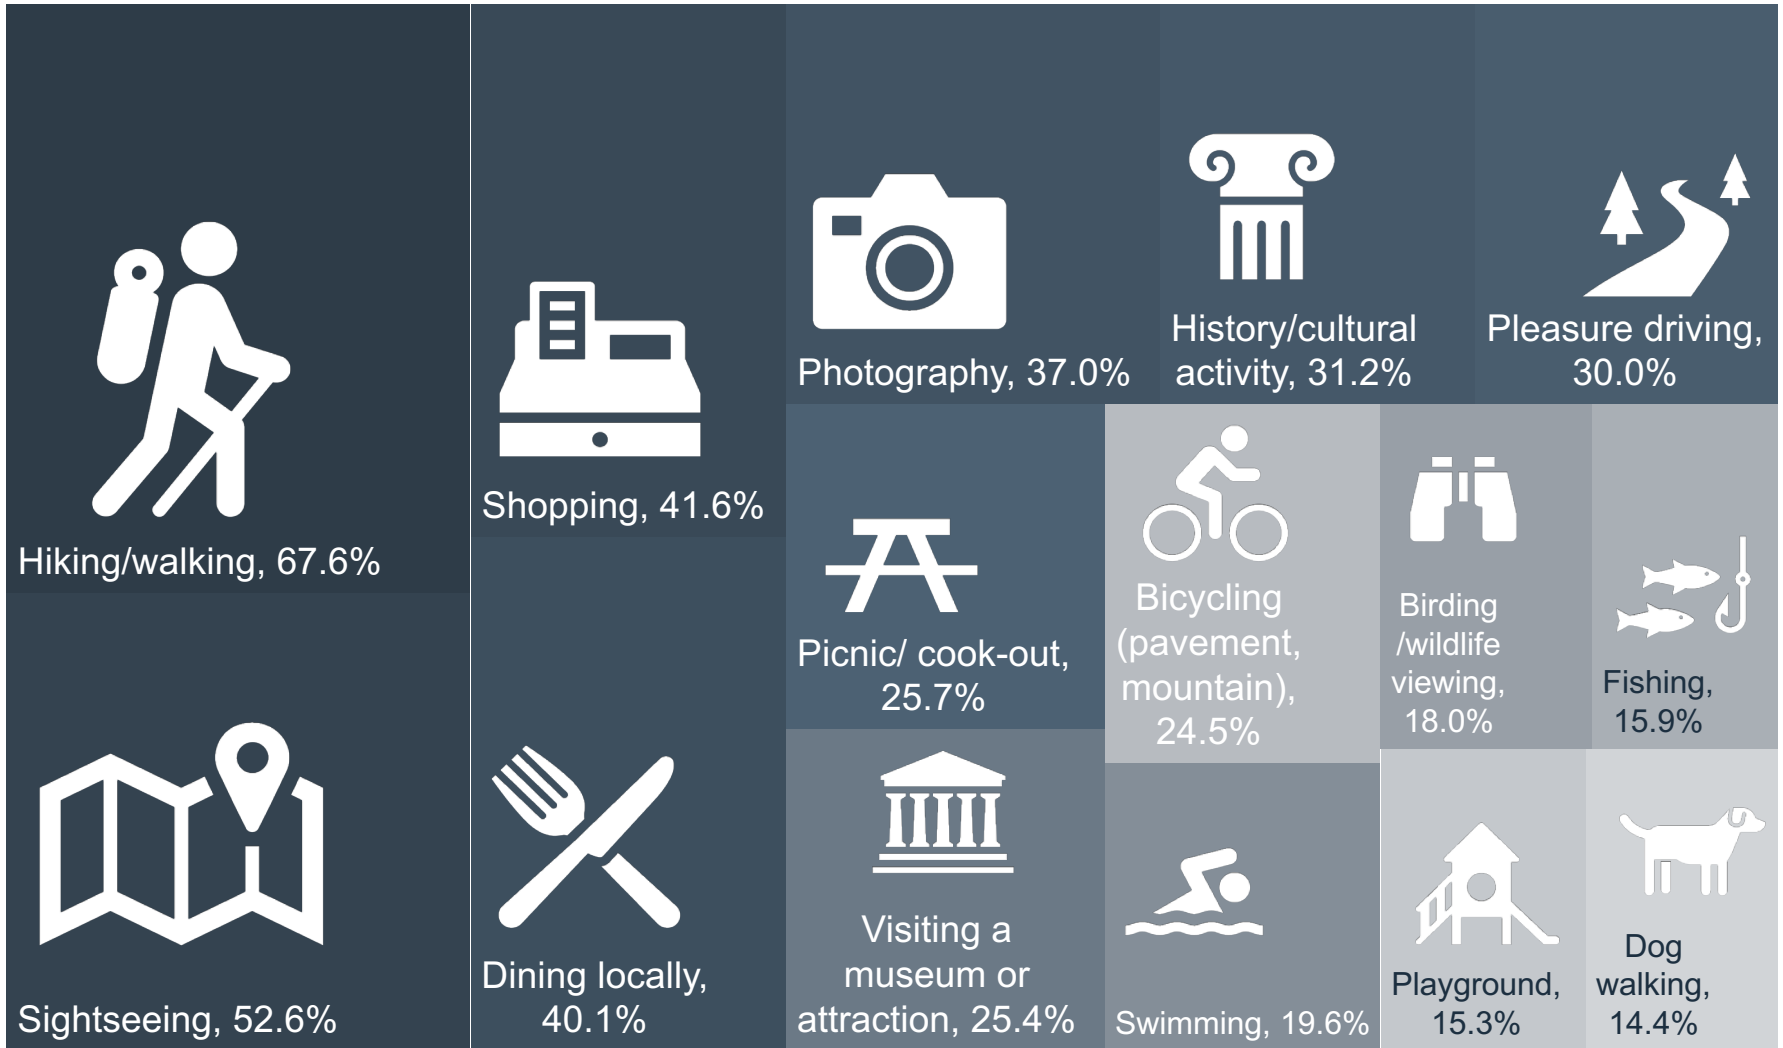 Hiking/walking, 67.6%
Sightseeing, 52.6%
Shopping, 41.6%
Dining locally,
40.1%
Photography, 37.0%
History/cultural
activity, 31.2%
Pleasure driving,
30.0%
Picnic/ cook-out,
25.7%
Visiting a
museum or
attraction, 25.4%
Bicycling
(pavement,
mountain),
24.5%
Swimming, 19.6%
Birding
/wildlife
viewing,
18.0%
Fishing,
15.9%
Playground,
15.3%
Dog
walking,
14.4%